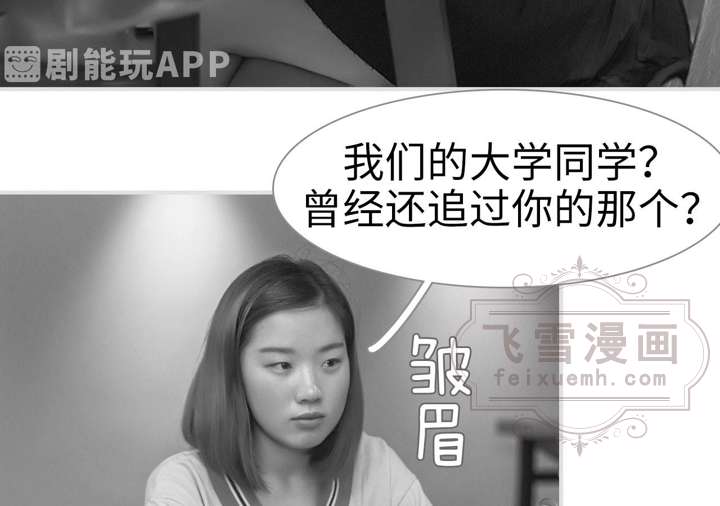 剧能玩APP
我们的大学同学?
曾经还追过你的那个?
飞雪漫画
feixuemh.com
皱
眉